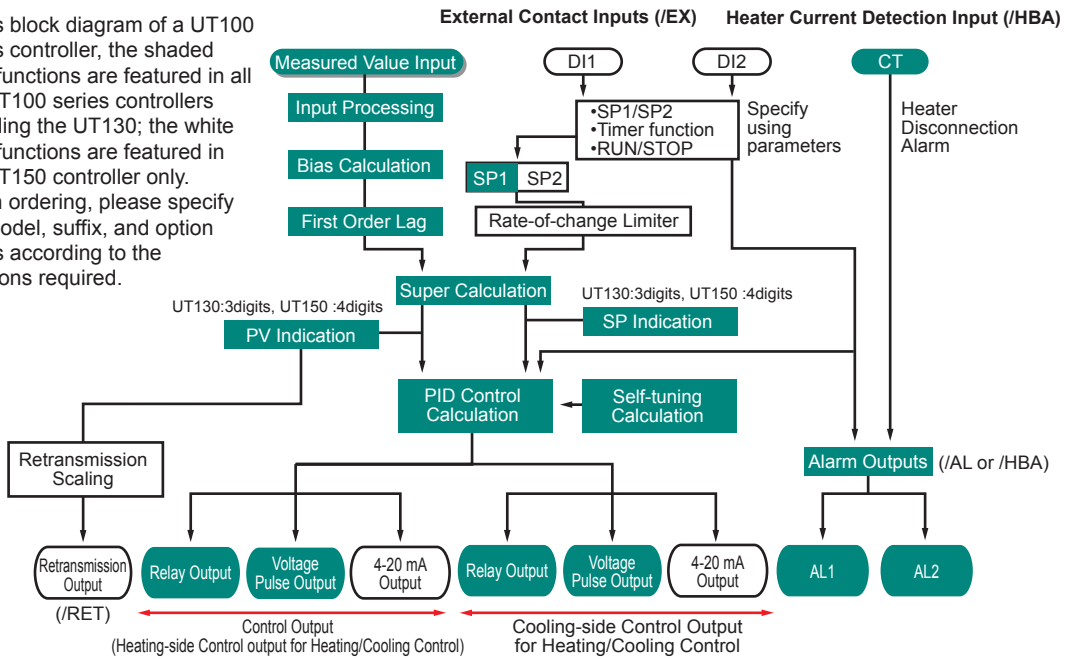 s block diagram of a UT100
s controller, the shaded
functions are featured in all
T100 series controllers
ling the UT130; the white
functions are featured in
T150 controller only.
n ordering, please specify
odel, suffix, and option
s according to the
ons required.
External Contact Inputs (/EX)
Heater Current Detection Input (/HBA)
Measured Value Input
DI1
DI2
CT
Input Processing
•SP1/SP2
•Timer function
•RUN/STOP
Specify
using
parameters
Heater
Disconnection
Alarm
Bias Calculation
SP1
SP2
First Order Lag
Rate-of-change Limiter
Super Calculation
UT130:3digits, UT150 :4digits
UT130:3digits, UT150 :4digits
PV Indication
SP Indication
PID Control
Calculation
Self-tuning
Calculation
Retransmission
Scaling
Alarm Outputs
(/AL or /HBA)
Retransmission
Output
Relay Output
Voltage
Pulse Output
4-20 mA
Output
Relay Output
Voltage
Pulse Output
4-20 mA
Output
AL1
AL2
(/RET)
Control Output
(Heating-side Control output for Heating/Cooling Control)
Cooling-side Control Output
for Heating/Cooling Control